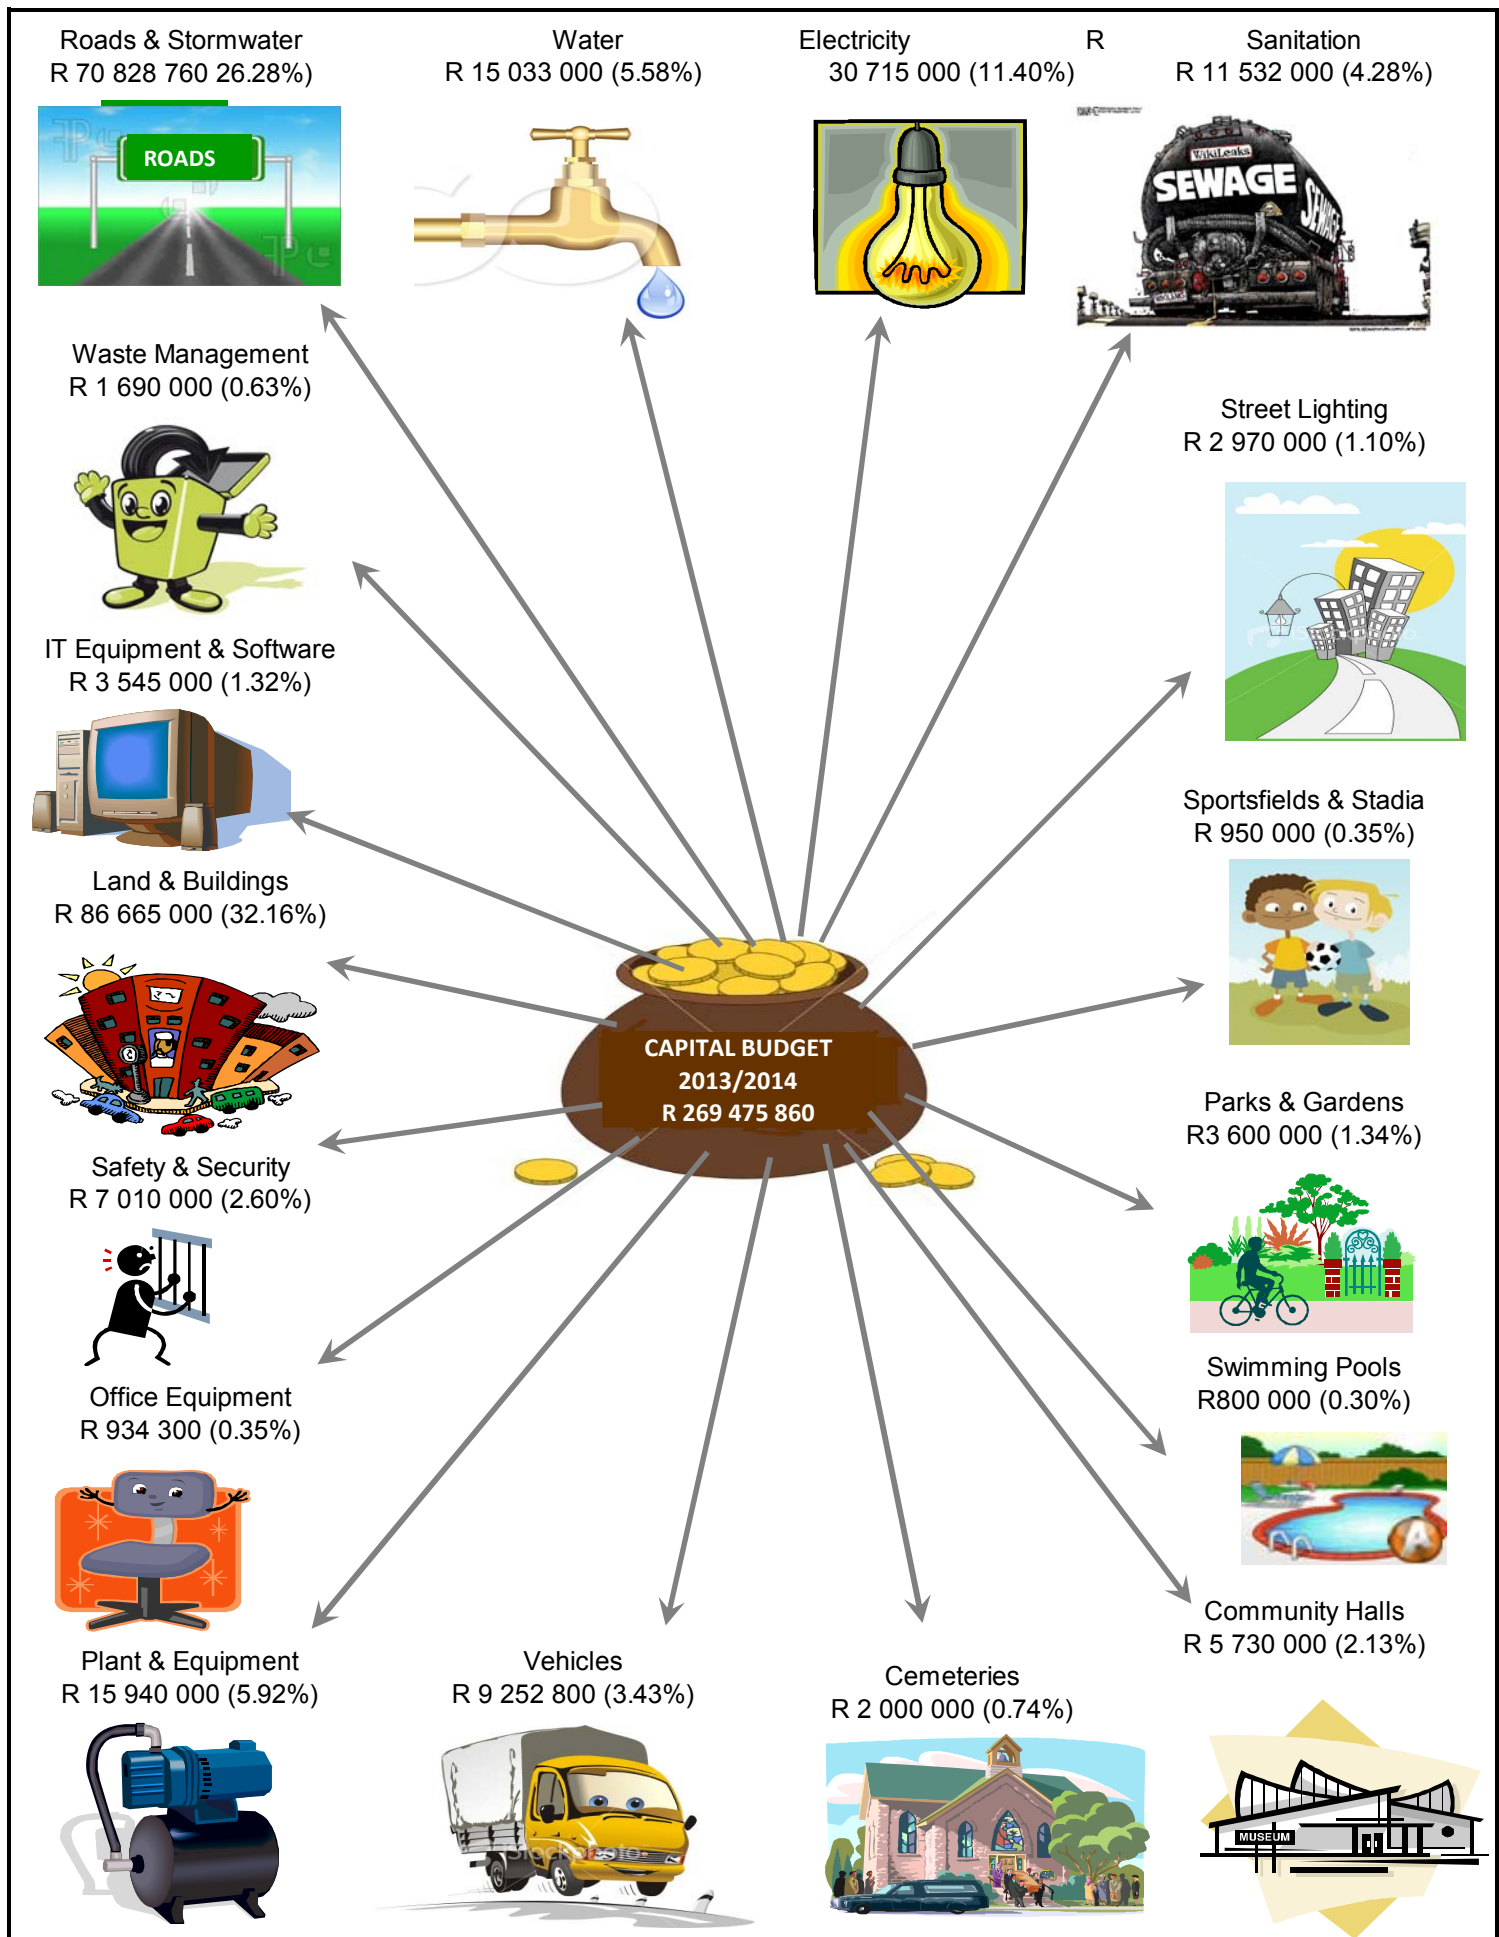 Roads & Stormwater
R 70 828 760 26.28%)
Water
R 15 033 000 (5.58%)
Electricity R
30 715 000 (11.40%)
Sanitation
R 11 532 000 (4.28%)
ROADS
WikiLeaks
SEWAGE
SEWAGE
Waste Management
R 1 690 000 (0.63%)
Street Lighting
R 2 970 000 (1.10%)
IT Equipment & Software
R 3 545 000 (1.32%)
Sportsfields & Stadia
R 950 000 (0.35%)
Land & Buildings
R 86 665 000 (32.16%)
CAPITAL BUDGET
2013/2014
R 269 475 860
Parks & Gardens
R3 600 000 (1.34%)
Safety & Security
R 7 010 000 (2.60%)
Swimming Pools
R800 000 (0.30%)
Office Equipment
R 934 300 (0.35%)
A
Community Halls
R 5 730 000 (2.13%)
Plant & Equipment
R 15 940 000 (5.92%)
Vehicles
R 9 252 800 (3.43%)
Cemeteries
R 2 000 000 (0.74%)
iStockphoto
MUSEUM